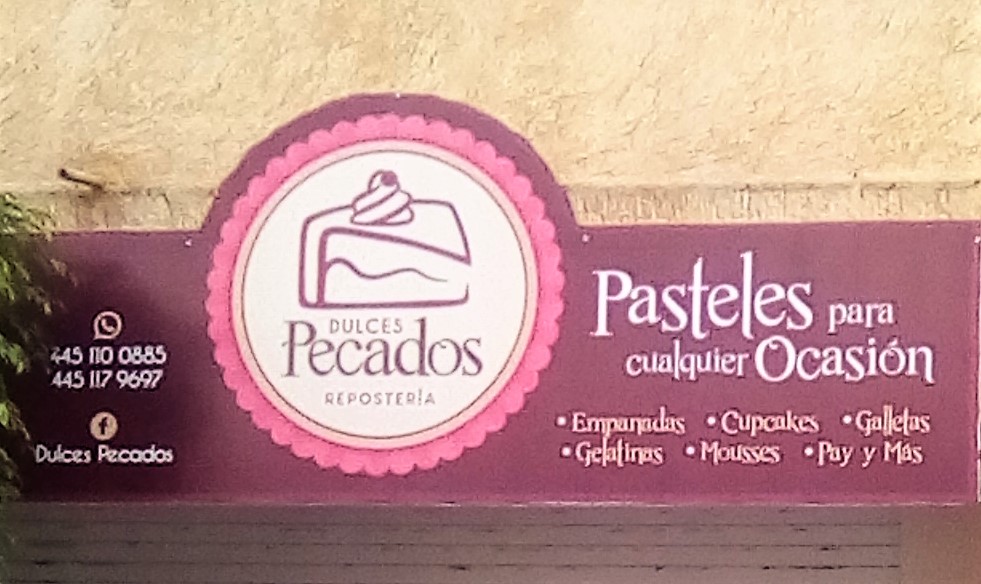 445 110 0885
445 117 9697
Dulces Pecados
DULCES
Pecados
REPOSTERÍA
Pasteles para
cualquier Ocasión
• Empanadas • Cupcakes • Galletas
• Gelatinas • Mousses • Pay y Más